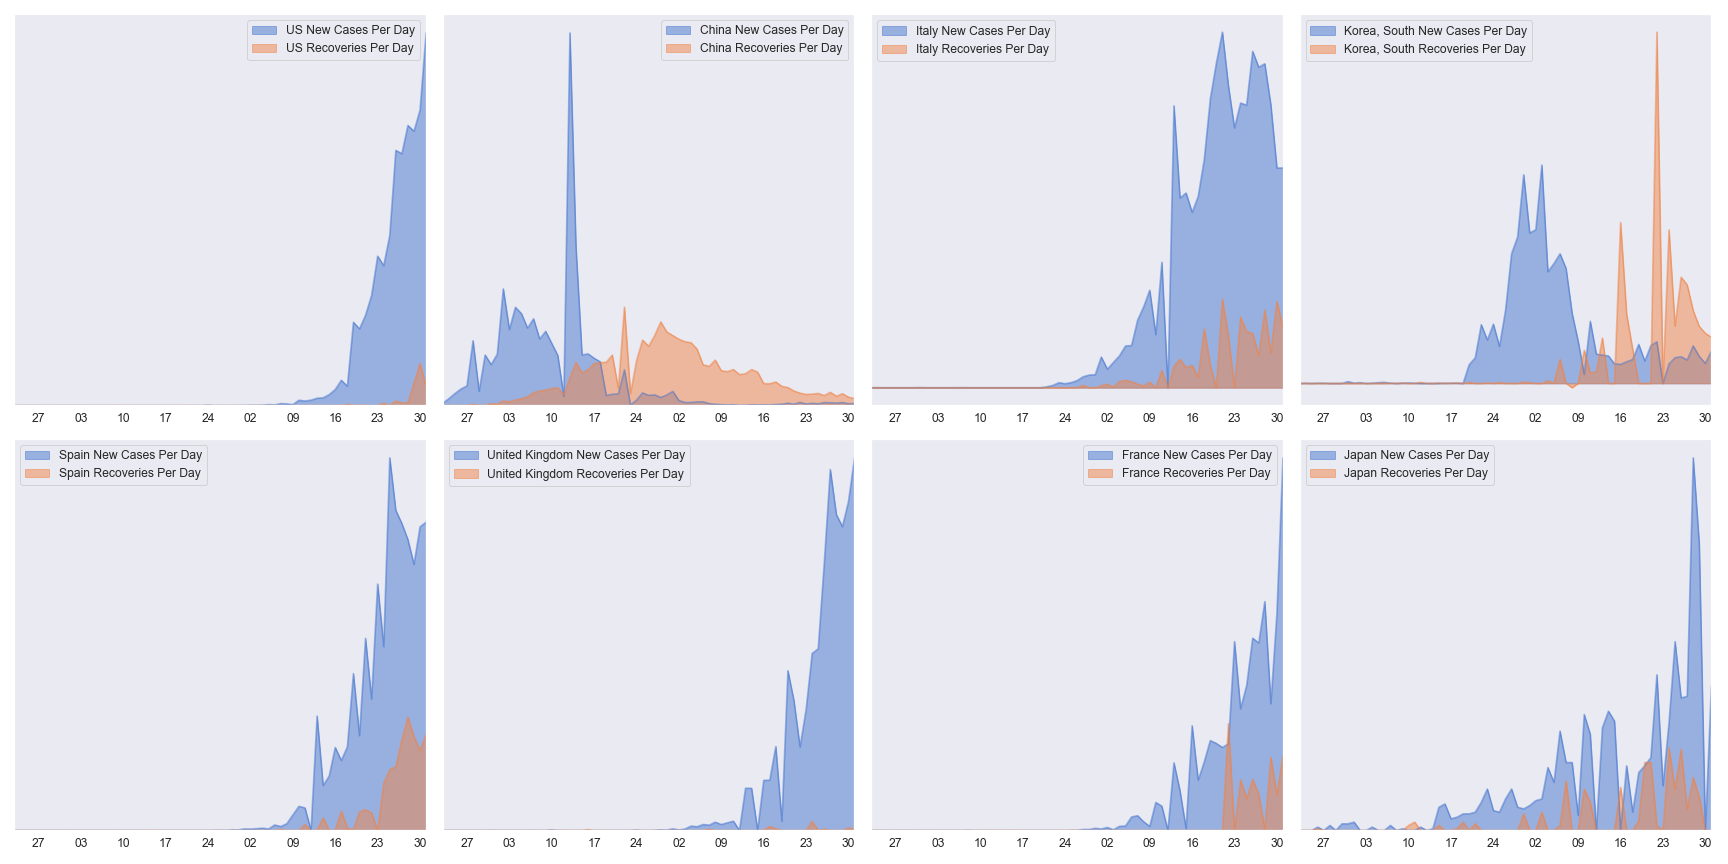 US New Cases Per Day
US Recoveries Per Day
China New Cases Per Day
China Recoveries Per Day
Italy New Cases Per Day
Italy Recoveries Per Day
Korea, South New Cases Per Day
Korea, South Recoveries Per Day
27 03 10 17 24 02 09 16 23 30
27 03 10 17 24 02 09 16 23 30
27 03 10 17 24 02 09 16 23 30
27 03 10 17 24 02 09 16 23 30
Spain New Cases Per Day
Spain Recoveries Per Day
United Kingdom New Cases Per Day
United Kingdom Recoveries Per Day
France New Cases Per Day
France Recoveries Per Day
Japan New Cases Per Day
Japan Recoveries Per Day
27 03 10 17 24 02 09 16 23 30
27 03 10 17 24 02 09 16 23 30
27 03 10 17 24 02 09 16 23 30
27 03 10 17 24 02 09 16 23 30